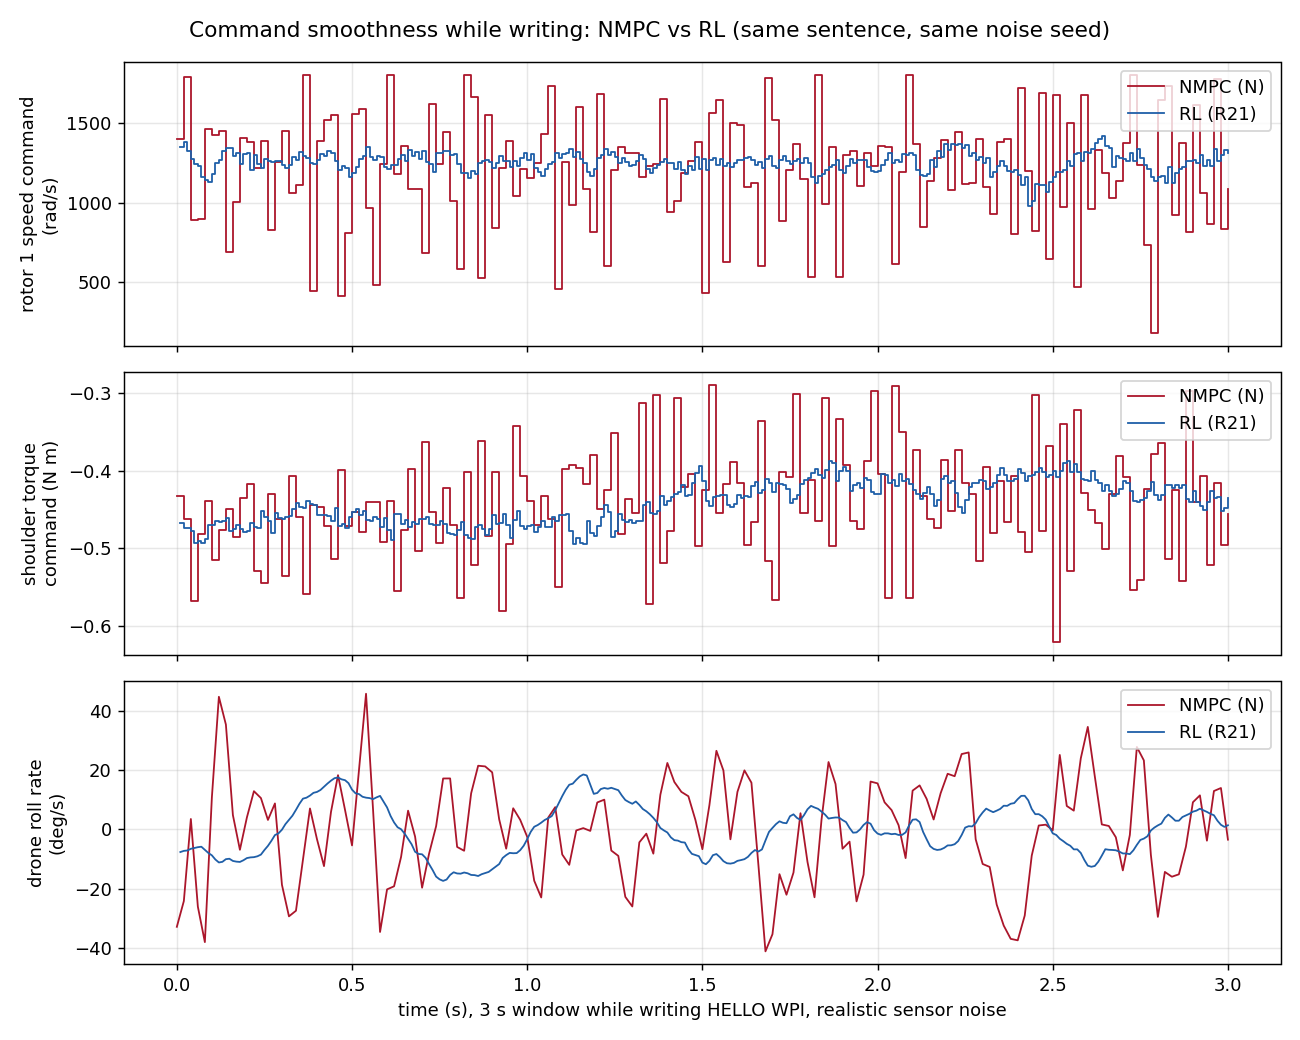 Command smoothness while writing: NMPC vs RL (same sentence, same noise seed)
rotor 1 speed command
(rad/s)
1500
1000
500
NMPC (N)
RL (R21)
shoulder torque
command (N m)
−0.3
−0.4
−0.5
−0.6
NMPC (N)
RL (R21)
drone roll rate
(deg/s)
40
20
0
−20
−40
NMPC (N)
RL (R21)
0.0 0.5 1.0 1.5 2.0 2.5 3.0
time (s), 3 s window while writing HELLO WPI, realistic sensor noise